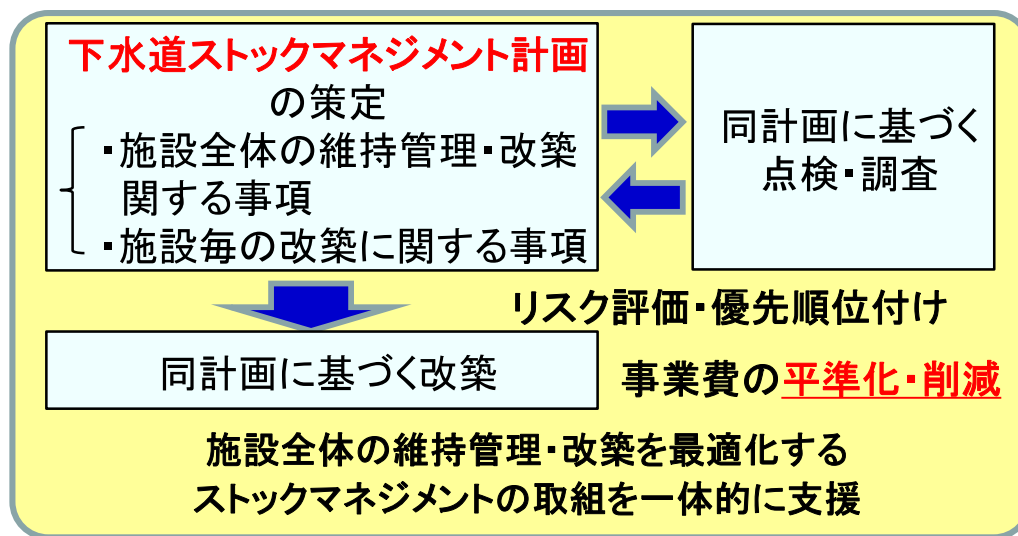 下水道ストックマネジメント計画
の策定
・施設全体の維持管理・改築
関する事項
・施設毎の改築に関する事項
同計画に基づく
点検・調査
リスク評価・優先順位付け
同計画に基づく改築
事業費の平準化・削減
施設全体の維持管理・改築を最適化する
ストックマネジメントの取組を一体的に支援